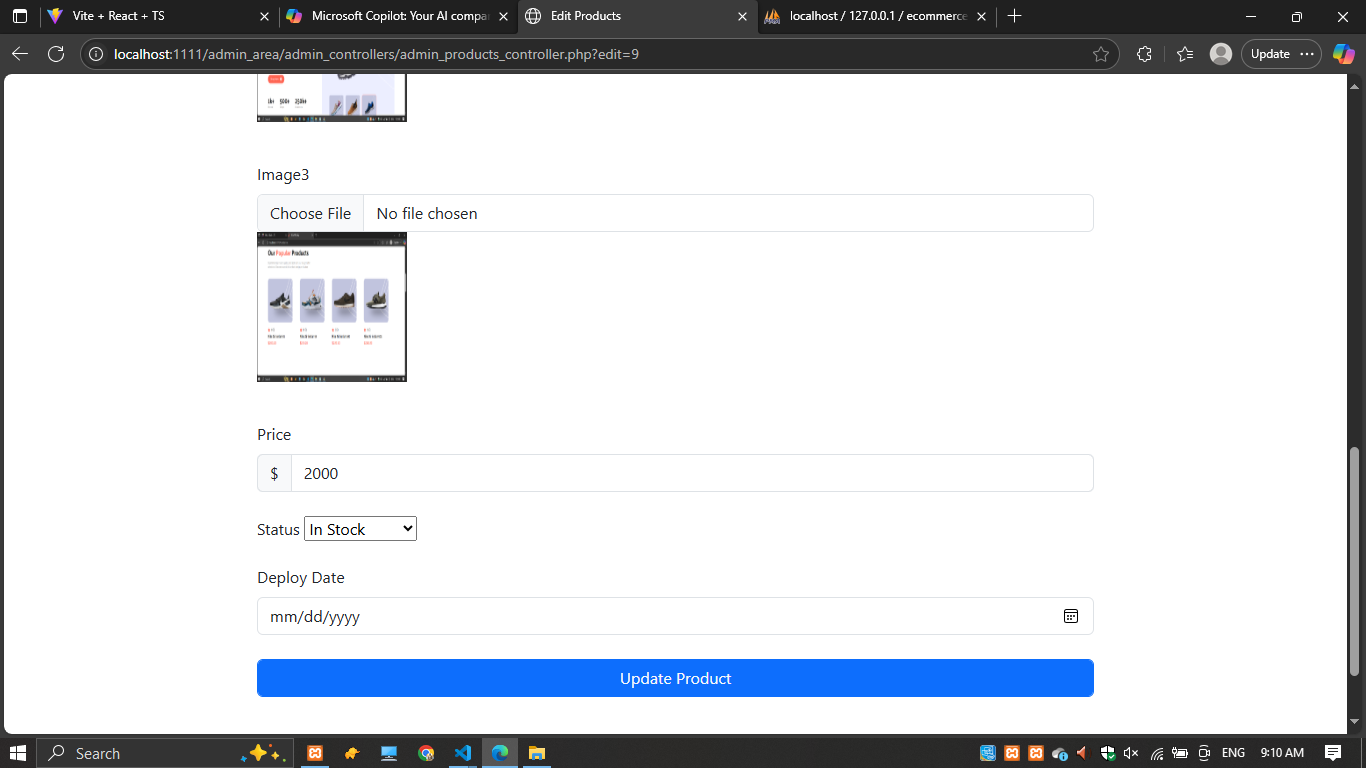 Vite + React + TS
Microsoft Copilot: Your AI compa
Edit Products
localhost / 127.0.0.1 / ecommerce
localhost:1111/admin_area/admin_controllers/admin_products_controller.php?edit=9
Update
Image3
Choose File
No file chosen
Our Popular Products
Price
$
2000
Status
In Stock
Deploy Date
mm/dd/yyyy
Update Product
Search
ENG
9:10 AM